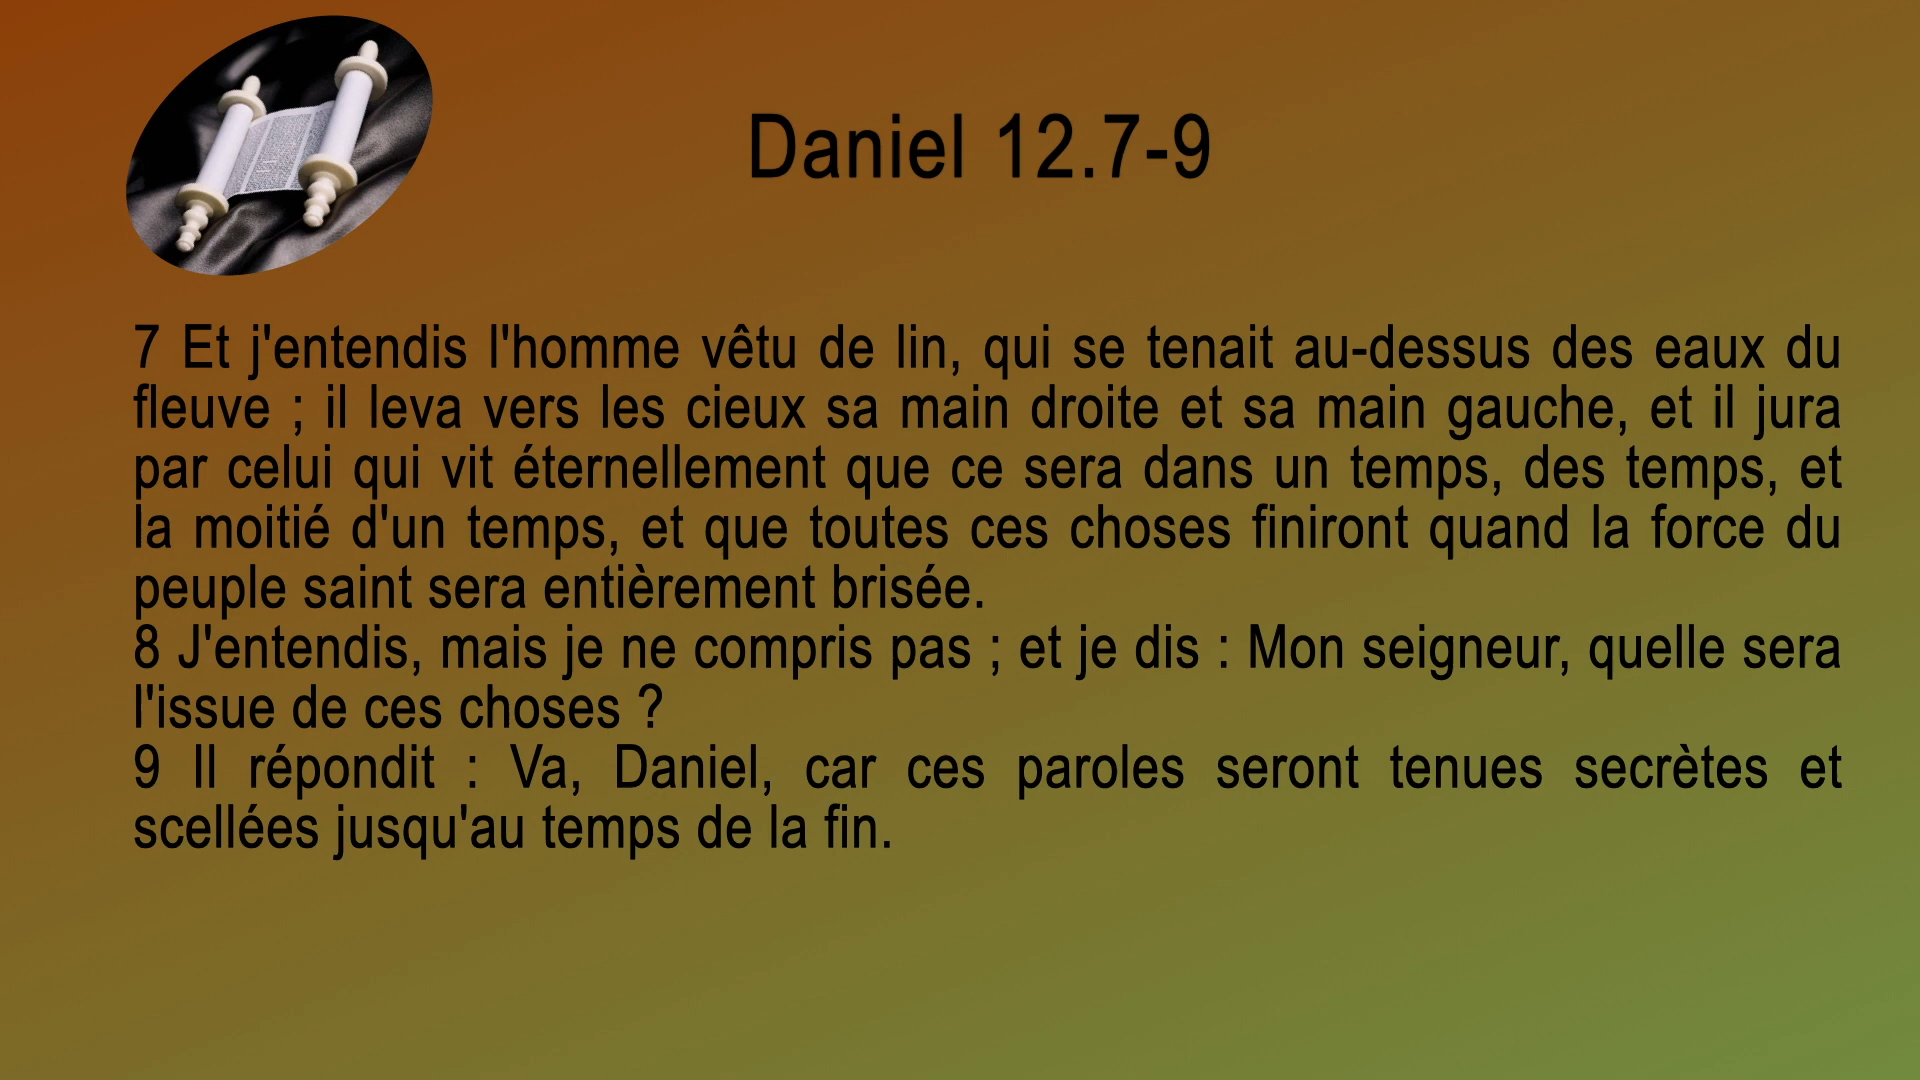 Daniel 12.7-9
7 Et j'entendis l'homme vêtu de lin, qui se tenait au-dessus des eaux du
fleuve ; il leva vers les cieux sa main droite et sa main gauche, et il jura
par celui qui vit éternellement que ce sera dans un temps, des temps, et
la moitié d'un temps, et que toutes ces choses finiront quand la force du
peuple saint sera entièrement brisée.
8 J'entendis, mais je ne compris pas ; et je dis : Mon seigneur, quelle sera
l'issue de ces choses ?
9 Il répondit : Va, Daniel, car ces paroles seront tenues secrètes et
scellées jusqu'au temps de la fin.